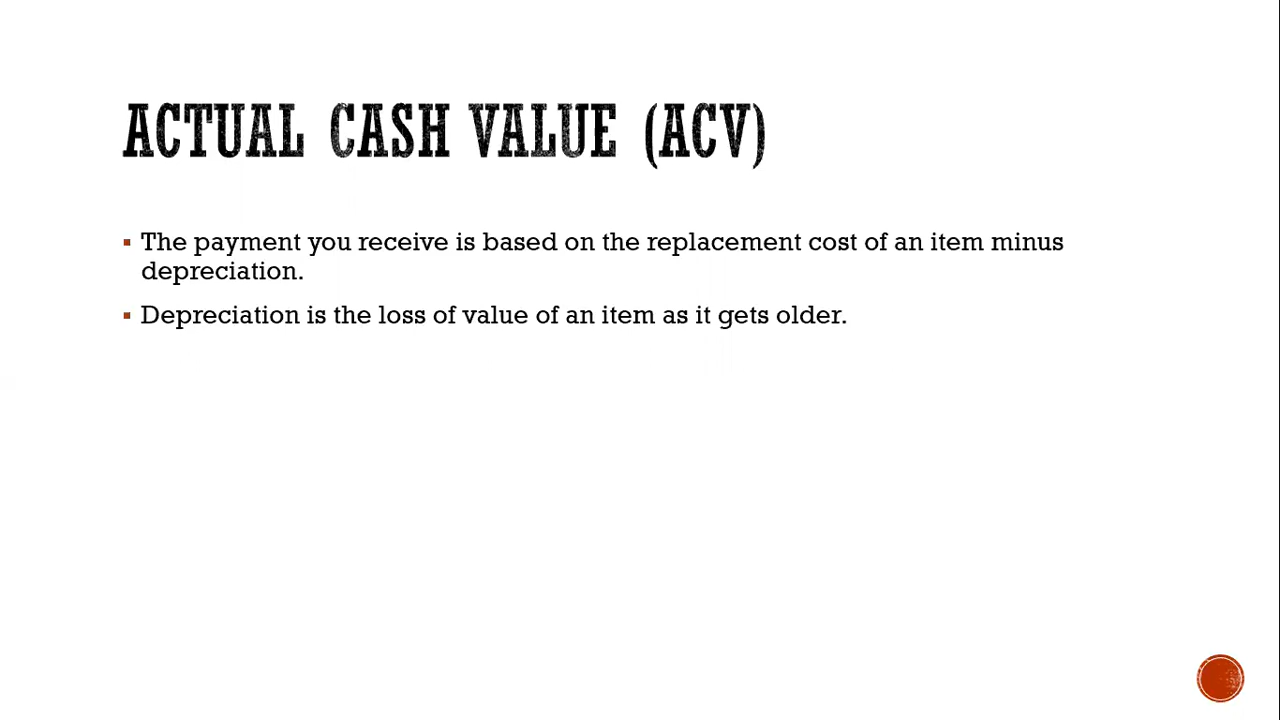 ACTUAL CASH VALUE (ACV)
▪ The payment you receive is based on the replacement cost of an item minus
depreciation.
▪ Depreciation is the loss of value of an item as it gets older.